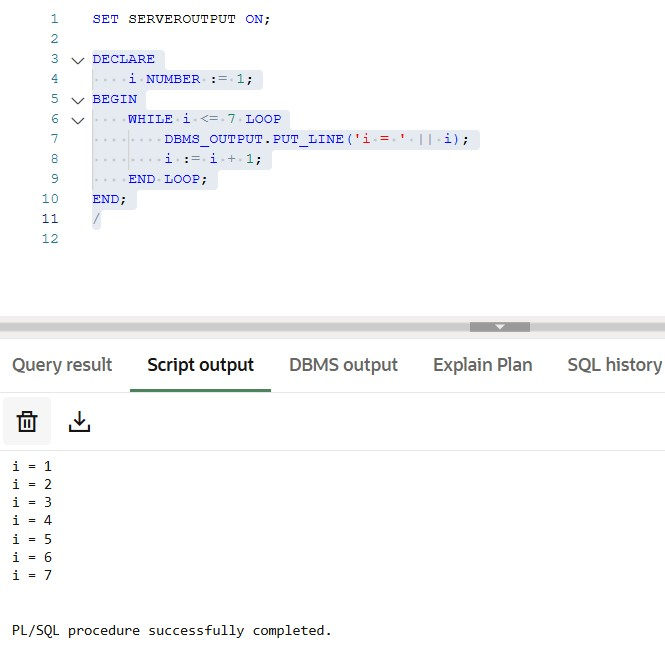 1 SET SERVEROUTPUT ON;
2
3 DECLARE
4     i NUMBER := 1;
5 BEGIN
6     WHILE i <= 7 LOOP
7         DBMS_OUTPUT.PUT_LINE('i = ' || i);
8         i := i + 1;
9     END LOOP;
10 END;
11 /
12
Query result Script output DBMS output Explain Plan SQL history
i = 1
i = 2
i = 3
i = 4
i = 5
i = 6
i = 7
PL/SQL procedure successfully completed.